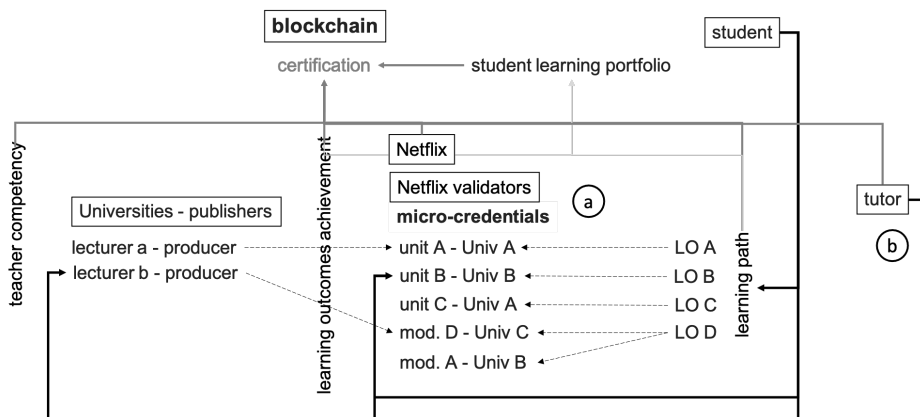 blockchain
student
certification
student learning portfolio
teacher competency
learning outcomes achievement
Netflix
Netflix validators
micro-credentials
a
Universities - publishers
tutor
b
lecturer a - producer
unit A - Univ A
LO A
lecturer b - producer
unit B - Univ B
LO B
unit C - Univ A
LO C
mod. D - Univ C
LO D
mod. A - Univ B
learning path